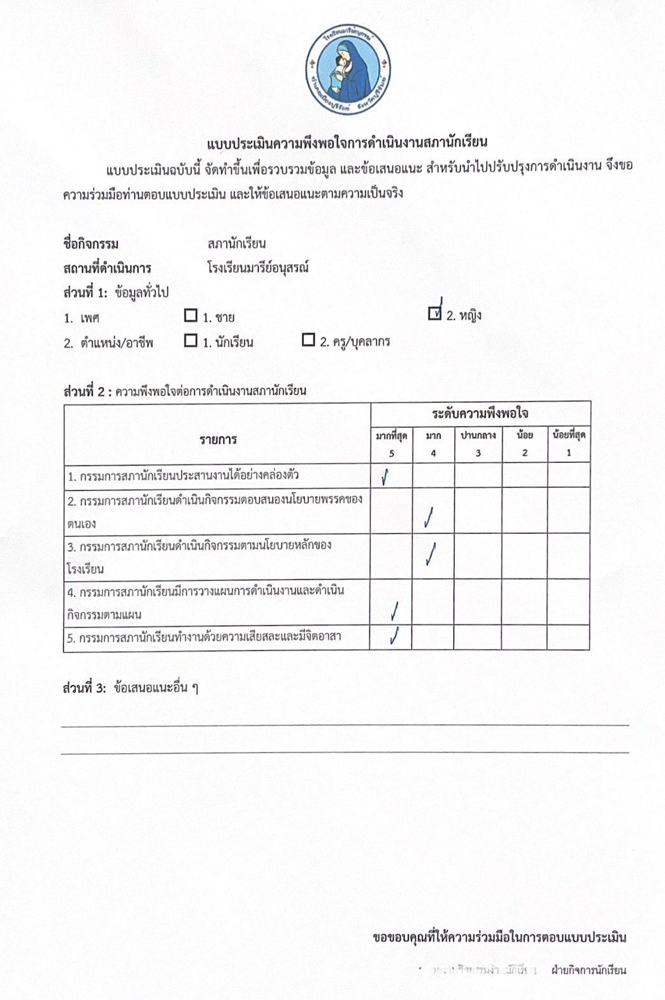 โรงเรียนมารีย์อนุสรณ์
อำเภอเมืองบุรีรัมย์ จังหวัดบุรีรัมย์
แบบประเมินความพึงพอใจการดำเนินงานสภานักเรียน
แบบประเมินฉบับนี้ จัดทำขึ้นเพื่อรวบรวมข้อมูล และข้อเสนอแนะ สำหรับนำไปปรับปรุงการดำเนินงาน จึงขอ
ความร่วมมือท่านตอบแบบประเมิน และให้ข้อเสนอแนะตามความเป็นจริง
ชื่อกิจกรรม สภานักเรียน
สถานที่ดำเนินการ โรงเรียนมารีย์อนุสรณ์
ส่วนที่ 1: ข้อมูลทั่วไป
1. เพศ ☐ 1. ชาย ☑ 2. หญิง
2. ตำแหน่ง/อาชีพ ☐ 1. นักเรียน ☐ 2. ครู/บุคลากร
ส่วนที่ 2 : ความพึงพอใจต่อการดำเนินงานสภานักเรียน
รายการ ระดับความพึงพอใจ
มากที่สุด มาก ปานกลาง น้อย น้อยที่สุด
5 4 3 2 1
1. กรรมการสภานักเรียนประสานงานได้อย่างคล่องตัว ✓
2. กรรมการสภานักเรียนดำเนินกิจกรรมตอบสนองนโยบายพรรคของ
ตนเอง ✓
3. กรรมการสภานักเรียนดำเนินกิจกรรมตามนโยบายหลักของ
โรงเรียน ✓
4. กรรมการสภานักเรียนมีการวางแผนการดำเนินงานและดำเนิน
กิจกรรมตามแผน ✓
5. กรรมการสภานักเรียนทำงานด้วยความเสียสละและมีจิตอาสา ✓
ส่วนที่ 3: ข้อเสนอแนะอื่น ๆ
ขอขอบคุณที่ให้ความร่วมมือในการตอบแบบประเมิน
ฝ่ายกิจการนักเรียน